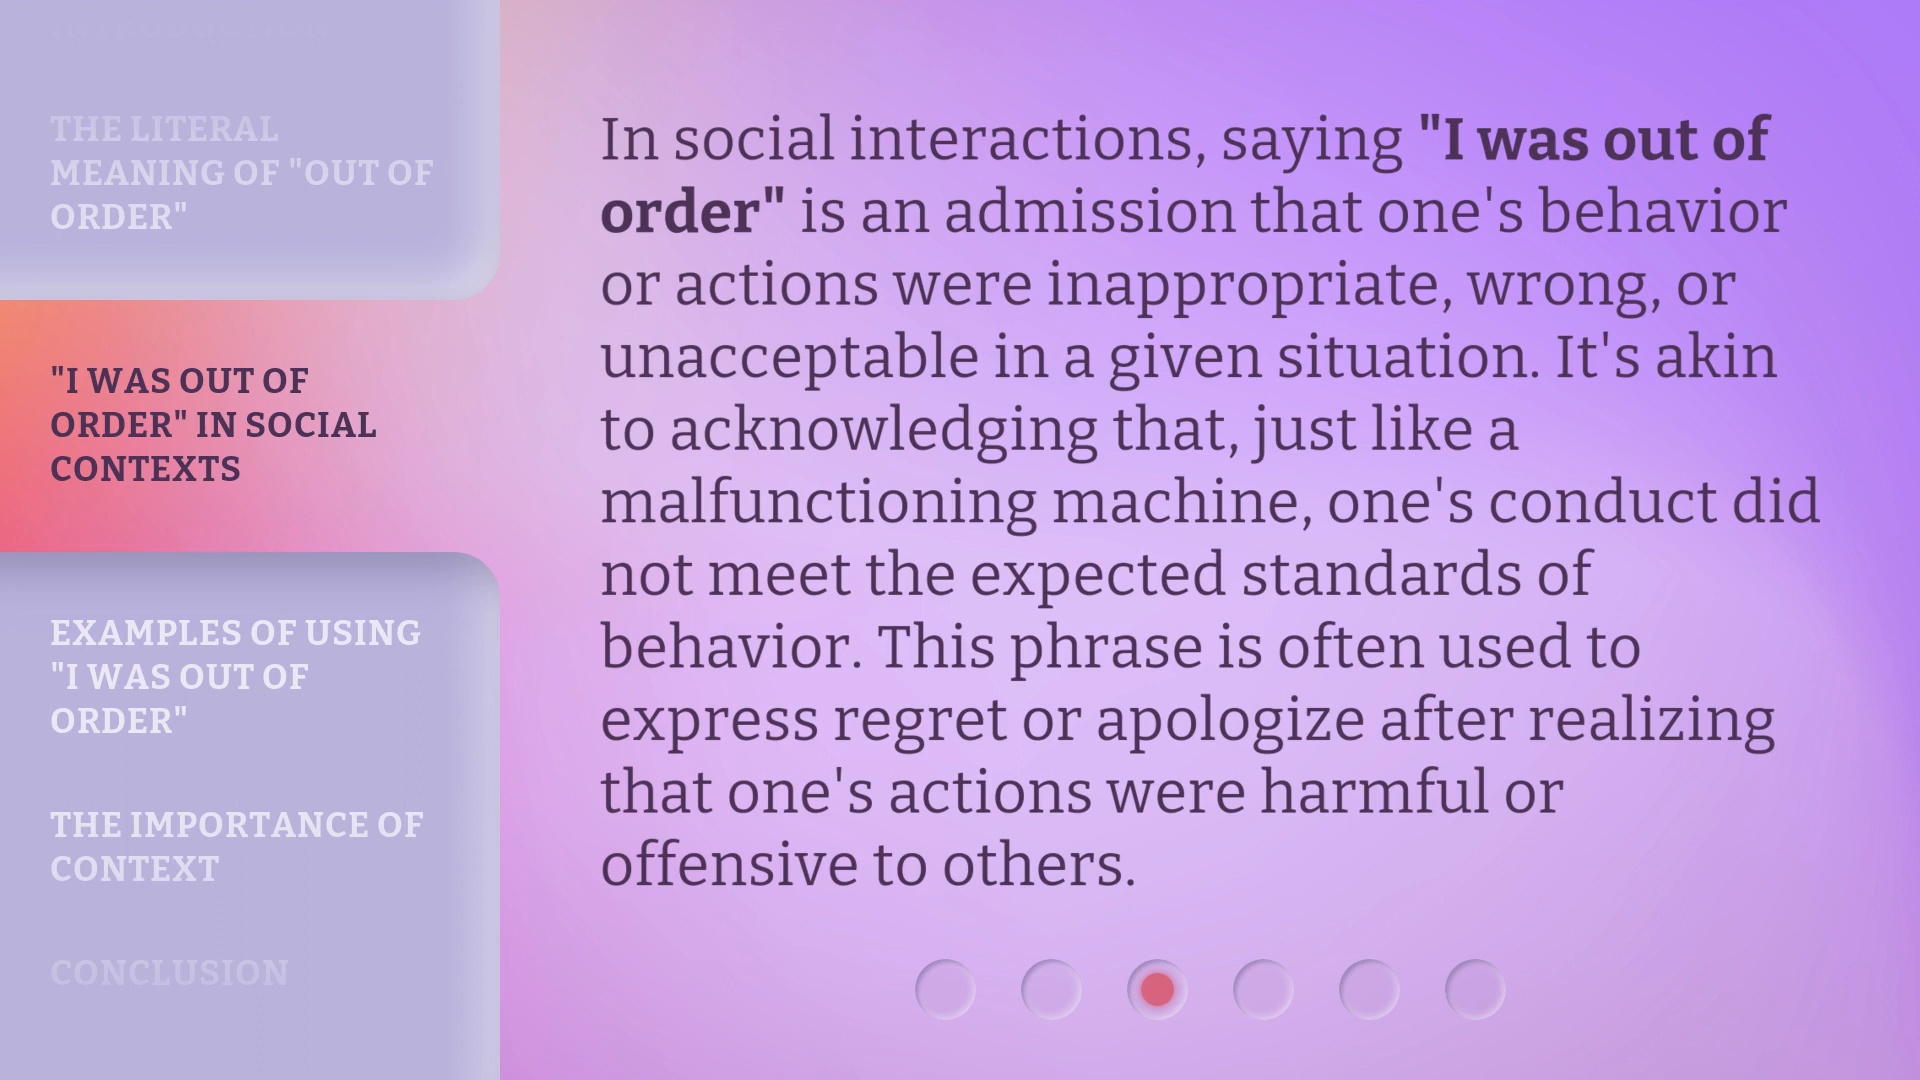 INTRODUCTION
THE LITERAL
MEANING OF "OUT OF
ORDER"
"I WAS OUT OF
ORDER" IN SOCIAL
CONTEXTS
EXAMPLES OF USING
"I WAS OUT OF
ORDER"
THE IMPORTANCE OF
CONTEXT
CONCLUSION
In social interactions, saying "I was out of
order" is an admission that one's behavior
or actions were inappropriate, wrong, or
unacceptable in a given situation. It's akin
to acknowledging that, just like a
malfunctioning machine, one's conduct did
not meet the expected standards of
behavior. This phrase is often used to
express regret or apologize after realizing
that one's actions were harmful or
offensive to others.